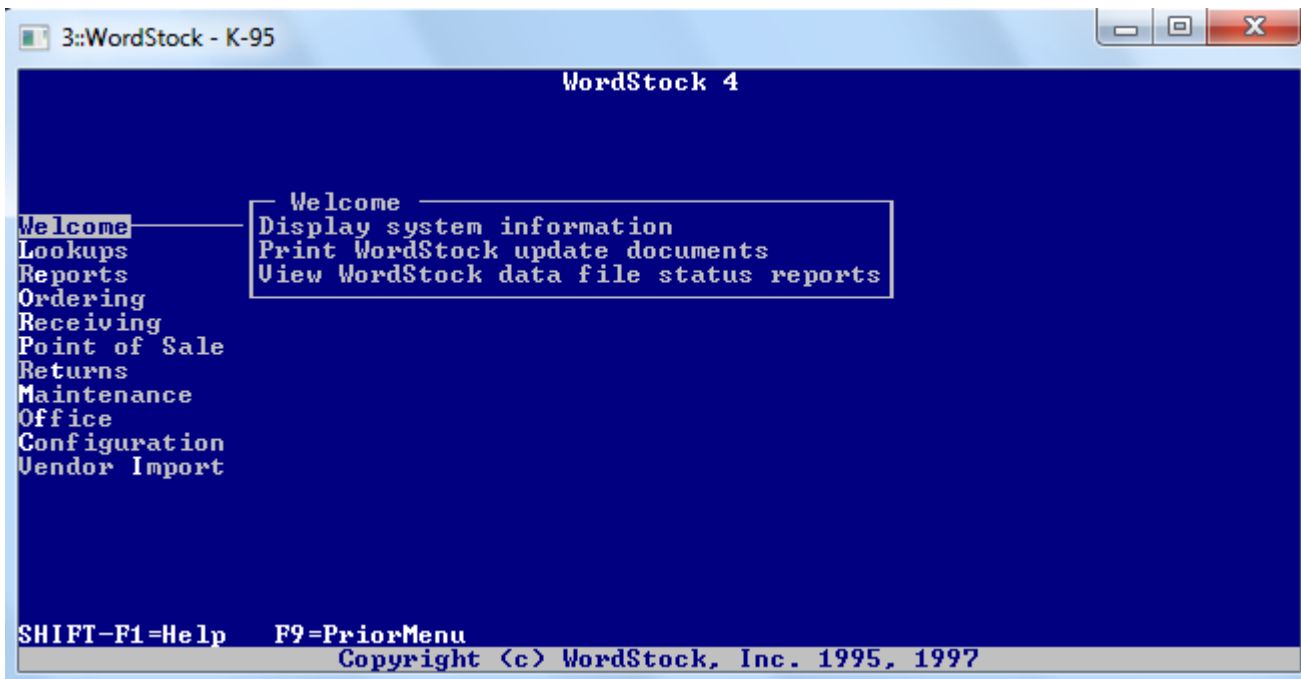 3::WordStock - K-95
WordStock 4
Welcome
Welcome
Display system information
Lookups
Print WordStock update documents
Reports
View WordStock data file status reports
Ordering
Receiving
Point of Sale
Returns
Maintenance
Office
Configuration
Vendor Import
SHIFT-F1=Help F9=PriorMenu
Copyright (c) WordStock, Inc. 1995, 1997